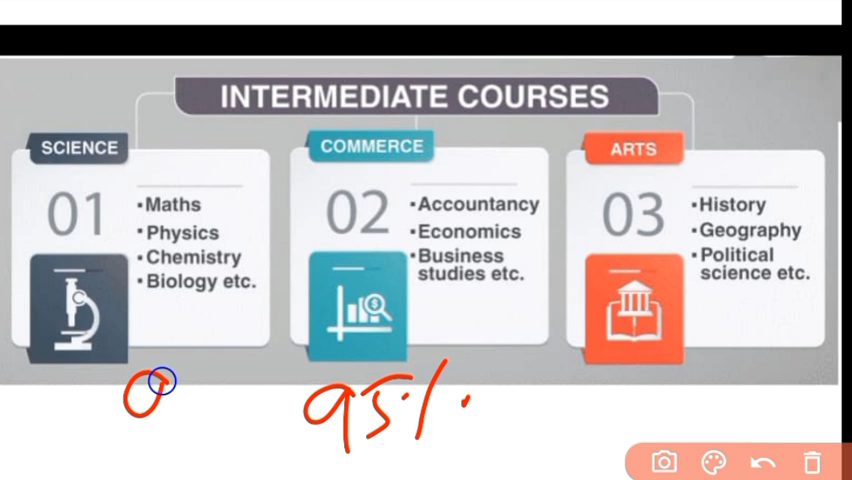 INTERMEDIATE COURSES
SCIENCE
01
▪Maths
▪Physics
▪Chemistry
▪Biology etc.
COMMERCE
02
▪Accountancy
▪Economics
▪Business
studies etc.
ARTS
03
▪History
▪Geography
▪Political
science etc.
95%